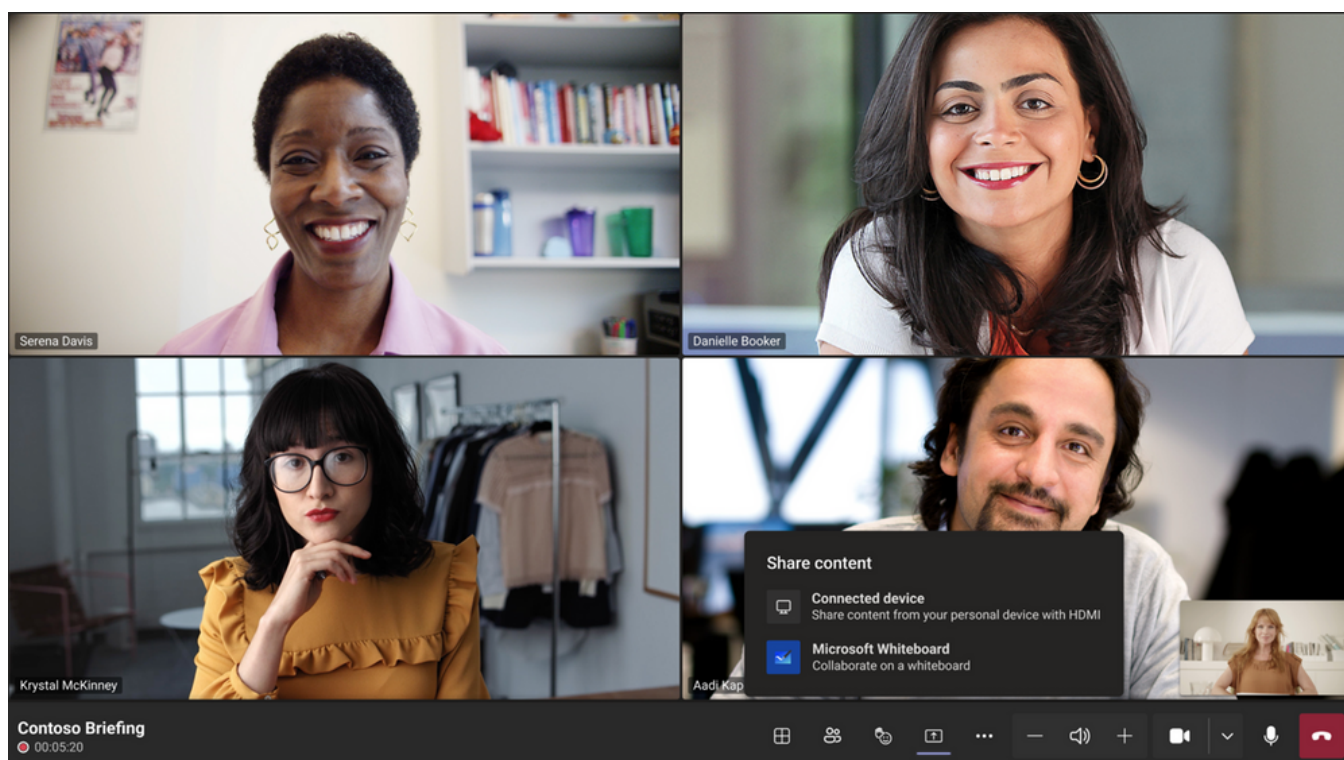 Serena Davis
Danielle Booker
Share content
Connected device
Share content from your personal device with HDMI
Microsoft Whiteboard
Collaborate on a whiteboard
Krystal McKinney
Aadi Kap
Contoso Briefing
00:05:20